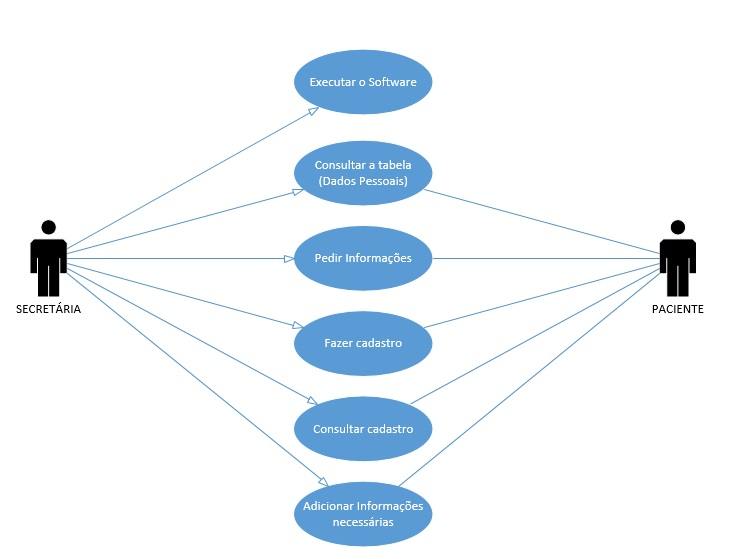 Executar o Software
Consultar a tabela
(Dados Pessoais)
Pedir Informações
SECRETÁRIA
PACIENTE
Fazer cadastro
Consultar cadastro
Adicionar Informações
necessárias